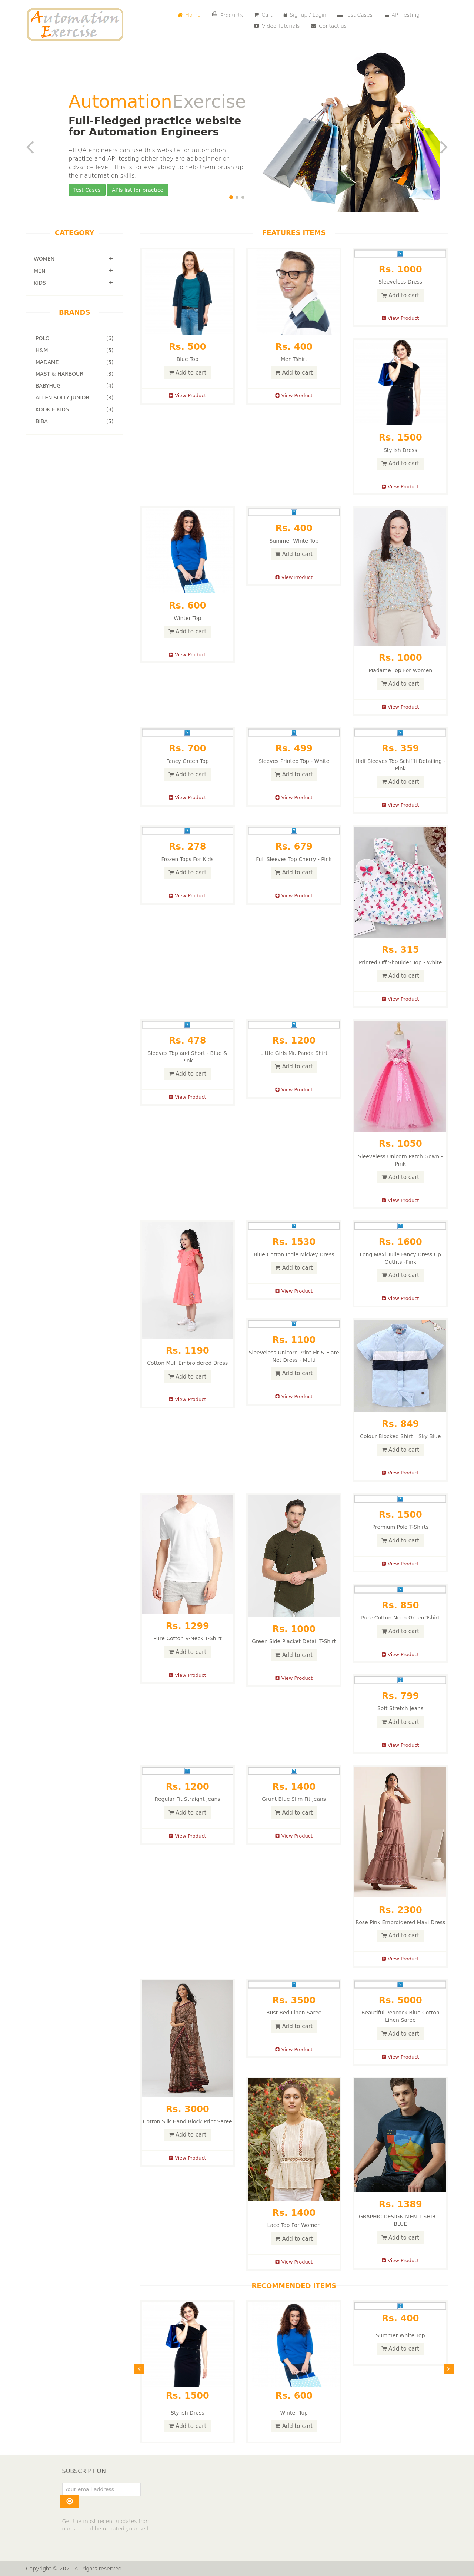 Automation
Exercise
Home
Products
Cart
Signup / Login
Test Cases
API Testing
Video Tutorials
Contact us
AutomationExercise
Full-Fledged practice website
for Automation Engineers
All QA engineers can use this website for automation
practice and API testing either they are at beginner or
advance level. This is for everybody to help them brush up
their automation skills.
Test Cases
APIs list for practice
CATEGORY
WOMEN
MEN
KIDS
BRANDS
POLO (6)
H&M (5)
MADAME (5)
MAST & HARBOUR (3)
BABYHUG (4)
ALLEN SOLLY JUNIOR (3)
KOOKIE KIDS (3)
BIBA (5)
FEATURES ITEMS
Rs. 500
Blue Top
Add to cart
View Product
Rs. 400
Men Tshirt
Add to cart
View Product
Rs. 1000
Sleeveless Dress
Add to cart
View Product
Rs. 1500
Stylish Dress
Add to cart
View Product
Rs. 600
Winter Top
Add to cart
View Product
Rs. 400
Summer White Top
Add to cart
View Product
Rs. 1000
Madame Top For Women
Add to cart
View Product
Rs. 700
Fancy Green Top
Add to cart
View Product
Rs. 499
Sleeves Printed Top - White
Add to cart
View Product
Rs. 359
Half Sleeves Top Schiffli Detailing -
Pink
Add to cart
View Product
Rs. 278
Frozen Tops For Kids
Add to cart
View Product
Rs. 679
Full Sleeves Top Cherry - Pink
Add to cart
View Product
Rs. 315
Printed Off Shoulder Top - White
Add to cart
View Product
Rs. 478
Sleeves Top and Short - Blue &
Pink
Add to cart
View Product
Rs. 1200
Little Girls Mr. Panda Shirt
Add to cart
View Product
Rs. 1050
Sleeveless Unicorn Patch Gown -
Pink
Add to cart
View Product
Rs. 1190
Cotton Mull Embroidered Dress
Add to cart
View Product
Rs. 1530
Blue Cotton Indie Mickey Dress
Add to cart
View Product
Rs. 1600
Long Maxi Tulle Fancy Dress Up
Outfits -Pink
Add to cart
View Product
Rs. 1100
Sleeveless Unicorn Print Fit & Flare
Net Dress - Multi
Add to cart
View Product
Rs. 849
Colour Blocked Shirt – Sky Blue
Add to cart
View Product
Rs. 1299
Pure Cotton V-Neck T-Shirt
Add to cart
View Product
Rs. 1000
Green Side Placket Detail T-Shirt
Add to cart
View Product
Rs. 1500
Premium Polo T-Shirts
Add to cart
View Product
Rs. 850
Pure Cotton Neon Green Tshirt
Add to cart
View Product
Rs. 799
Soft Stretch Jeans
Add to cart
View Product
Rs. 1200
Regular Fit Straight Jeans
Add to cart
View Product
Rs. 1400
Grunt Blue Slim Fit Jeans
Add to cart
View Product
Rs. 2300
Rose Pink Embroidered Maxi Dress
Add to cart
View Product
Rs. 3000
Cotton Silk Hand Block Print Saree
Add to cart
View Product
Rs. 3500
Rust Red Linen Saree
Add to cart
View Product
Rs. 5000
Beautiful Peacock Blue Cotton
Linen Saree
Add to cart
View Product
Rs. 1400
Lace Top For Women
Add to cart
View Product
Rs. 1389
GRAPHIC DESIGN MEN T SHIRT -
BLUE
Add to cart
View Product
RECOMMENDED ITEMS
Rs. 1500
Stylish Dress
Add to cart
Rs. 600
Winter Top
Add to cart
Rs. 400
Summer White Top
Add to cart
SUBSCRIPTION
Your email address
Get the most recent updates from
our site and be updated your self...
Copyright © 2021 All rights reserved